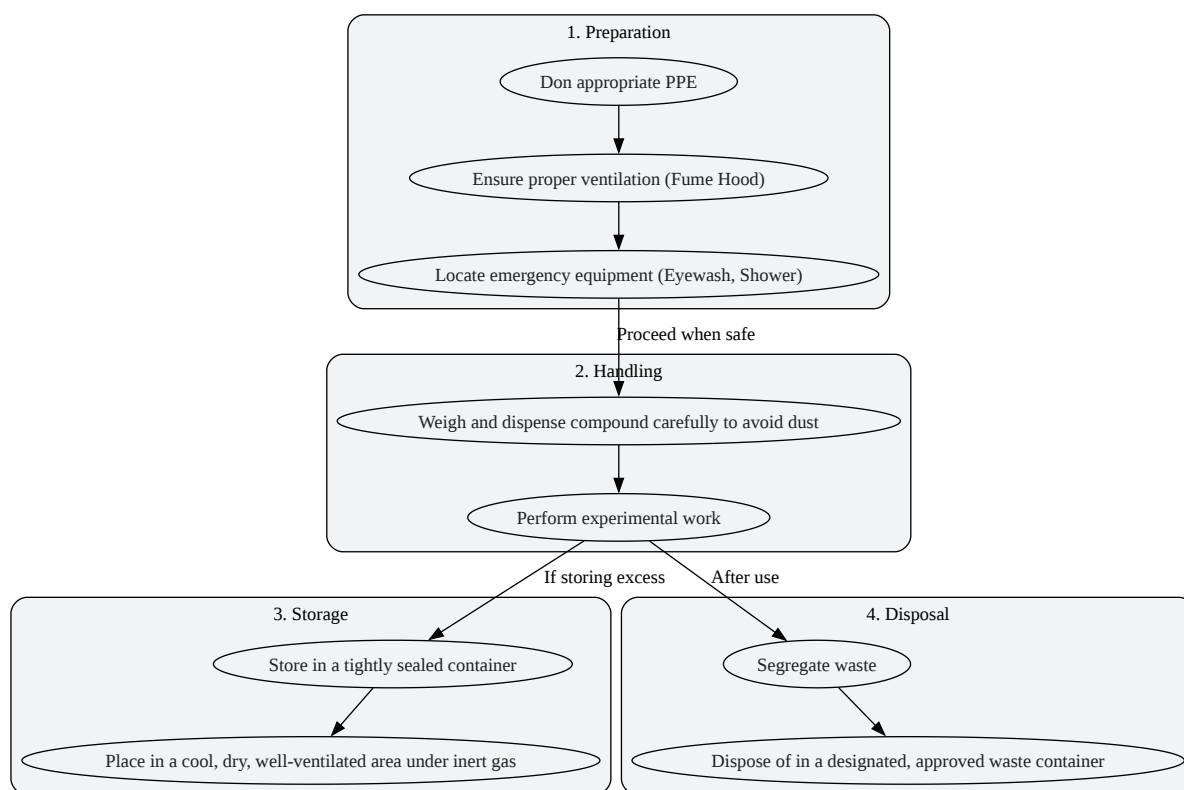 1. Preparation
Don appropriate PPE
Ensure proper ventilation (Fume Hood)
Locate emergency equipment (Eyewash, Shower)
Proceed when safe
2. Handling
Weigh and dispense compound carefully to avoid dust
Perform experimental work
If storing excess
After use
3. Storage
Store in a tightly sealed container
Place in a cool, dry, well-ventilated area under inert gas
4. Disposal
Segregate waste
Dispose of in a designated, approved waste container